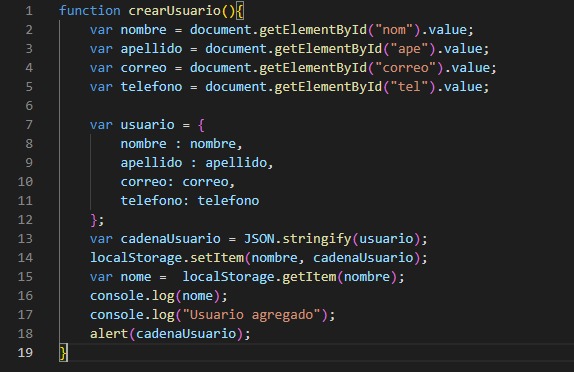 1 function crearUsuario(){
2 var nombre = document.getElementById("nom").value;
3 var apellido = document.getElementById("ape").value;
4 var correo = document.getElementById("correo").value;
5 var telefono = document.getElementById("tel").value;
6
7 var usuario = {
8 nombre : nombre,
9 apellido : apellido,
10 correo: correo,
11 telefono: telefono
12 };
13 var cadenaUsuario = JSON.stringify(usuario);
14 localStorage.setItem(nombre, cadenaUsuario);
15 var nome =  localStorage.getItem(nombre);
16 console.log(nome);
17 console.log("Usuario agregado");
18 alert(cadenaUsuario);
19 }